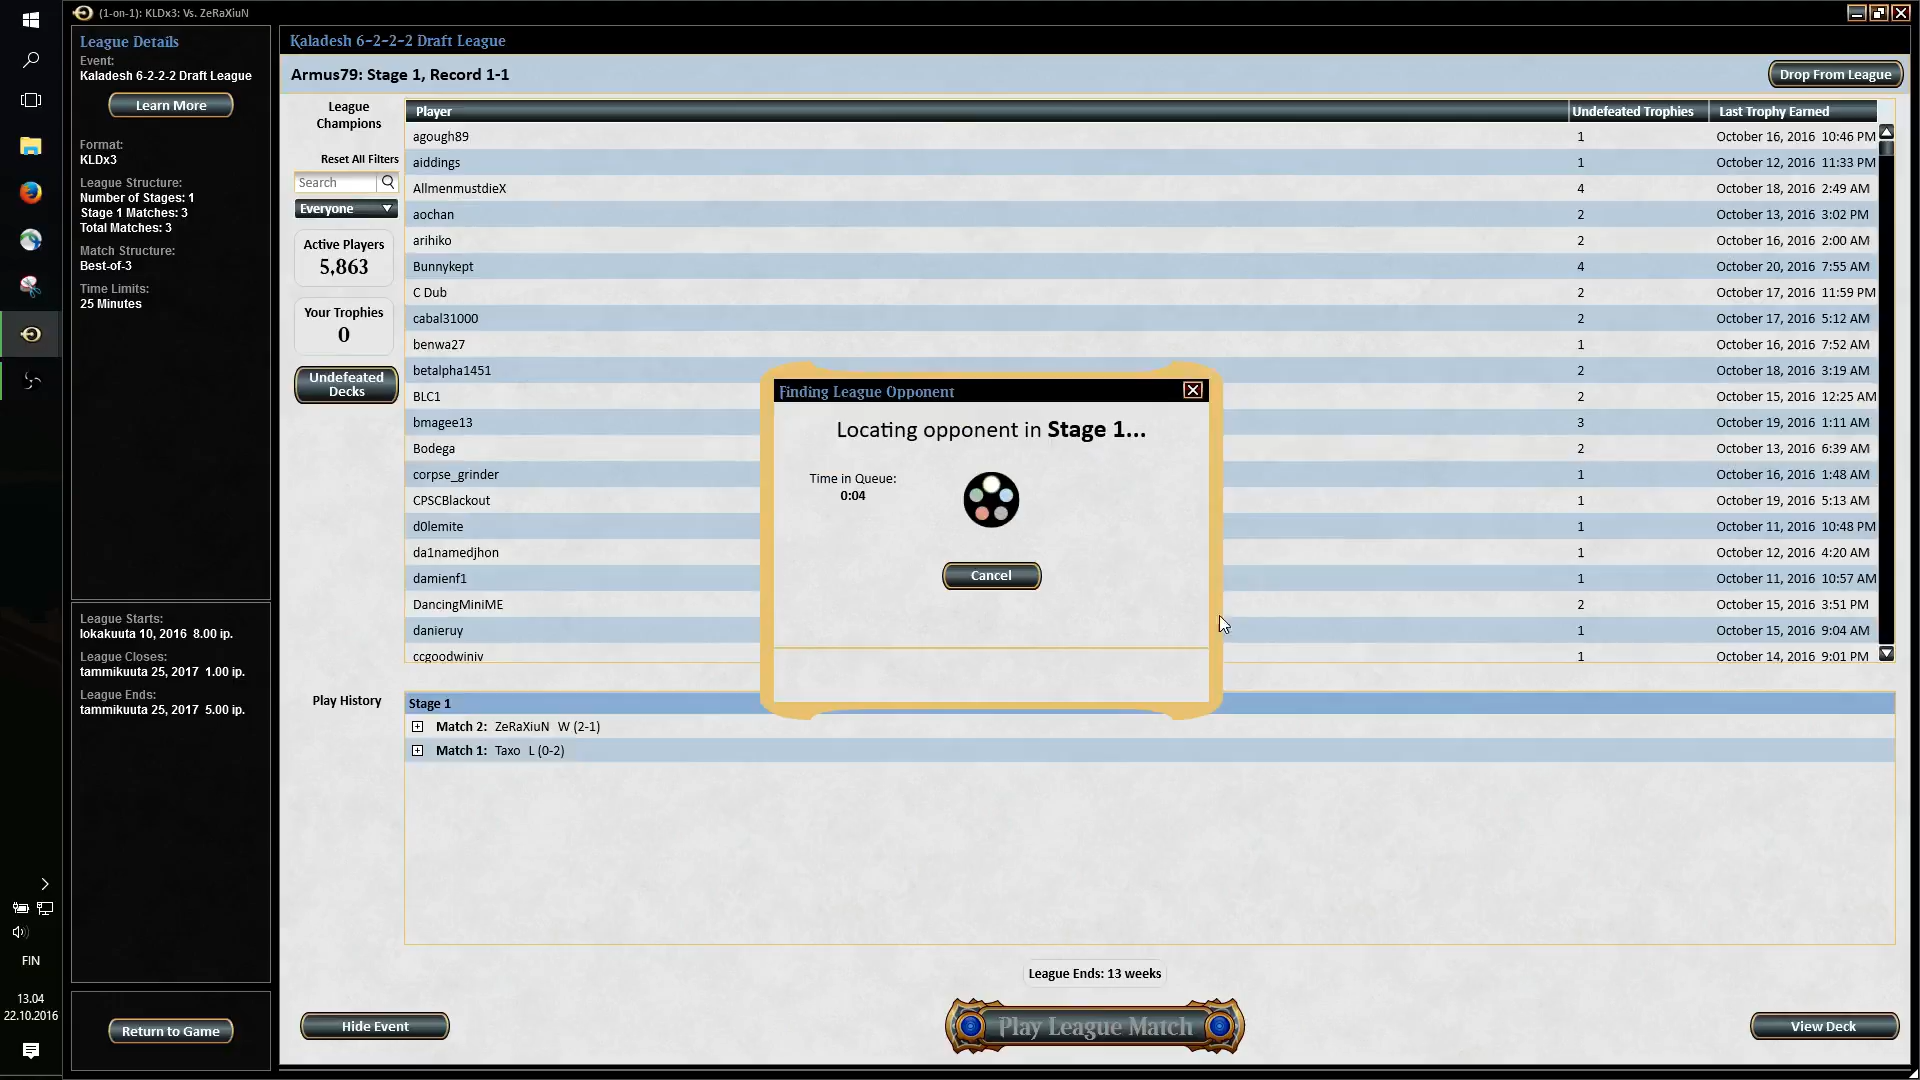 (1-on-1): KLDx3: Vs. ZeRaXiuN
League Details
Event:
Kaladesh 6-2-2-2 Draft League
Learn More
Format:
KLDx3
League Structure:
Number of Stages: 1
Stage 1 Matches: 3
Total Matches: 3
Match Structure:
Best-of-3
Time Limits:
25 Minutes
League Starts:
lokakuuta 10, 2016 8.00 ip.
League Closes:
tammikuuta 25, 2017 1.00 ip.
League Ends:
tammikuuta 25, 2017 5.00 ip.
Return to Game
FIN
13.04
22.10.2016
Kaladesh 6-2-2-2 Draft League
Armus79: Stage 1, Record 1-1
Drop From League
League
Champions
Reset All Filters
Search
Everyone
Active Players
5,863
Your Trophies
0
Undefeated
Decks
Player Undefeated Trophies Last Trophy Earned
agough89 1 October 16, 2016 10:46 PM
aiddings 1 October 12, 2016 11:33 PM
AllmenmustdieX 4 October 18, 2016 2:49 AM
aochan 2 October 13, 2016 3:02 PM
arihiko 2 October 16, 2016 2:00 AM
Bunnykept 4 October 20, 2016 7:55 AM
C Dub 2 October 17, 2016 11:59 PM
cabal31000 2 October 17, 2016 5:12 AM
benwa27 1 October 16, 2016 7:52 AM
betalpha1451 2 October 18, 2016 3:19 AM
BLC1 2 October 15, 2016 12:25 AM
bmagee13 3 October 19, 2016 1:11 AM
Bodega 2 October 13, 2016 6:39 AM
corpse_grinder 1 October 16, 2016 1:48 AM
CPSCBlackout 1 October 19, 2016 5:13 AM
d0lemite 1 October 11, 2016 10:48 PM
da1namedjhon 1 October 12, 2016 4:20 AM
damienf1 1 October 11, 2016 10:57 AM
DancingMiniME 2 October 15, 2016 3:51 PM
danieruy 1 October 15, 2016 9:04 AM
ccgoodwiniv 1 October 14, 2016 9:01 PM
Finding League Opponent
Locating opponent in Stage 1...
Time in Queue:
0:04
Cancel
Play History
Stage 1
Match 2: ZeRaXiuN W (2-1)
Match 1: Taxo L (0-2)
League Ends: 13 weeks
Hide Event
Play League Match
View Deck